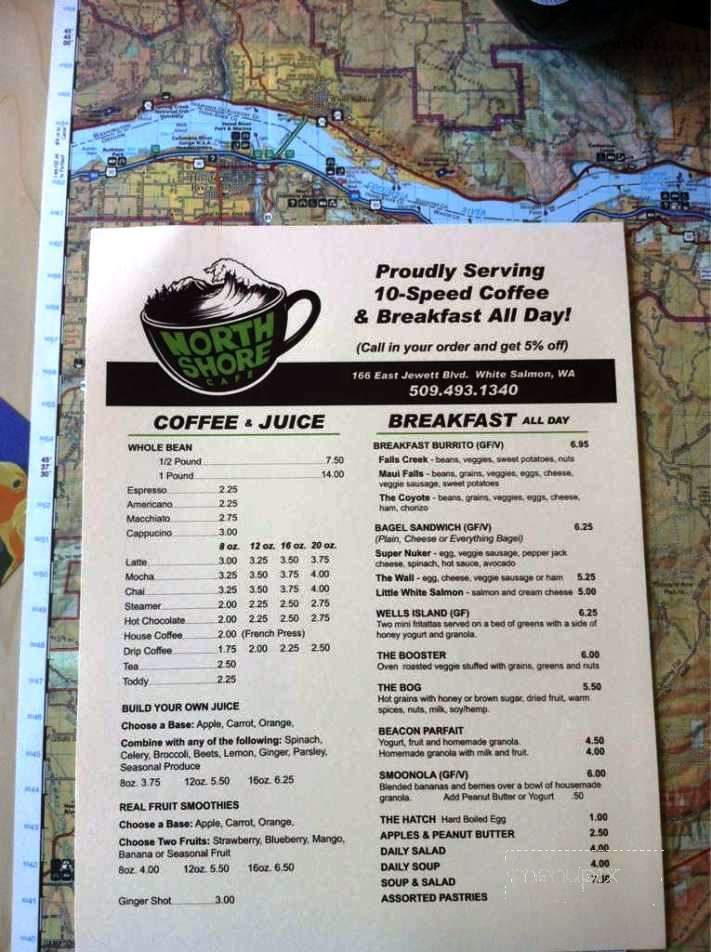 NORTH
SHORE
CAFE
Proudly Serving
10-Speed Coffee
& Breakfast All Day!
(Call in your order and get 5% off)
166 East Jewett Blvd. White Salmon, WA
509.493.1340
COFFEE & JUICE
WHOLE BEAN
1/2 Pound 7.50
1 Pound 14.00
Espresso 2.25
Americano 2.25
Macchiato 2.75
Cappucino 3.00
8 oz. 12 oz. 16 oz. 20 oz.
Latte 3.00 3.25 3.50 3.75
Mocha 3.25 3.50 3.75 4.00
Chai 3.25 3.50 3.75 4.00
Steamer 2.00 2.25 2.50 2.75
Hot Chocolate 2.00 2.25 2.50 2.75
House Coffee 2.00 (French Press)
Drip Coffee 1.75 2.00 2.25 2.50
Tea 2.50
Toddy 2.25
BUILD YOUR OWN JUICE
Choose a Base: Apple, Carrot, Orange,
Combine with any of the following: Spinach,
Celery, Broccoli, Beets, Lemon, Ginger, Parsley,
Seasonal Produce
8oz. 3.75 12oz. 5.50 16oz. 6.25
REAL FRUIT SMOOTHIES
Choose a Base: Apple, Carrot, Orange,
Choose Two Fruits: Strawberry, Blueberry, Mango,
Banana or Seasonal Fruit
8oz. 4.00 12oz. 5.50 16oz. 6.50
Ginger Shot 3.00
BREAKFAST ALL DAY
BREAKFAST BURRITO (GF/V) 6.95
Falls Creek - beans, veggies, sweet potatoes, nuts
Maui Falls - beans, grains, veggies, eggs, cheese,
veggie sausage, sweet potatoes
The Coyote - beans, grains, veggies, eggs, cheese,
ham, chorizo
BAGEL SANDWICH (GF/V) 6.25
(Plain, Cheese or Everything Bagel)
Super Nuker - egg, veggie sausage, pepper jack
cheese, spinach, hot sauce, avocado
The Wall - egg, cheese, veggie sausage or ham 5.25
Little White Salmon - salmon and cream cheese 5.00
WELLS ISLAND (GF) 6.25
Two mini fritattas served on a bed of greens with a side of
honey yogurt and granola.
THE BOOSTER 6.00
Oven roasted veggie stuffed with grains, greens and nuts
THE BOG 5.50
Hot grains with honey or brown sugar, dried fruit, warm
spices, nuts, milk, soy/hemp.
BEACON PARFAIT
Yogurt, fruit and homemade granola. 4.50
Homemade granola with milk and fruit. 4.00
SMOONOLA (GF/V) 6.00
Blended bananas and berries over a bowl of housemade
granola. Add Peanut Butter or Yogurt .50
THE HATCH Hard Boiled Egg 1.00
APPLES & PEANUT BUTTER 2.50
DAILY SALAD 4.00
DAILY SOUP 4.00
SOUP & SALAD
ASSORTED PASTRIES
menupix